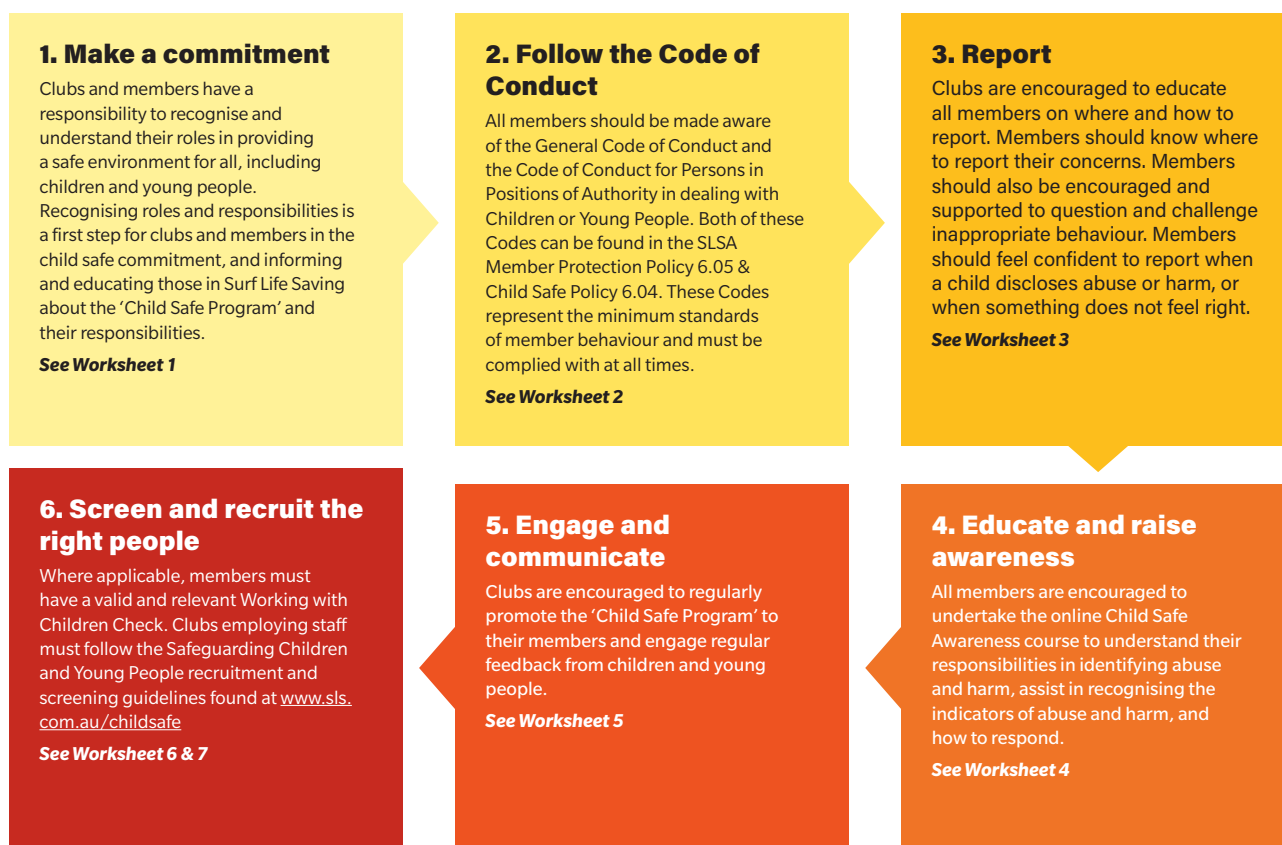 1. Make a commitment
Clubs and members have a
responsibility to recognise and
understand their roles in providing
a safe environment for all, including
children and young people.
Recognising roles and responsibilities is
a first step for clubs and members in the
child safe commitment, and informing
and educating those in Surf Life Saving
about the ‘Child Safe Program’ and
their responsibilities.
See Worksheet 1
2. Follow the Code of
Conduct
All members should be made aware
of the General Code of Conduct and
the Code of Conduct for Persons in
Positions of Authority in dealing with
Children or Young People. Both of these
Codes can be found in the SLSA
Member Protection Policy 6.05 &
Child Safe Policy 6.04. These Codes
represent the minimum standards
of member behaviour and must be
complied with at all times.
See Worksheet 2
3. Report
Clubs are encouraged to educate
all members on where and how to
report. Members should know where
to report their concerns. Members
should also be encouraged and
supported to question and challenge
inappropriate behaviour. Members
should feel confident to report when
a child discloses abuse or harm, or
when something does not feel right.
See Worksheet 3
4. Educate and raise
awareness
All members are encouraged to
undertake the online Child Safe
Awareness course to understand their
responsibilities in identifying abuse
and harm, assist in recognising the
indicators of abuse and harm, and
how to respond.
See Worksheet 4
5. Engage and
communicate
Clubs are encouraged to regularly
promote the ‘Child Safe Program’ to
their members and engage regular
feedback from children and young
people.
See Worksheet 5
6. Screen and recruit the
right people
Where applicable, members must
have a valid and relevant Working with
Children Check. Clubs employing staff
must follow the Safeguarding Children
and Young People recruitment and
screening guidelines found at www.sls.
com.au/childsafe
See Worksheet 6 & 7